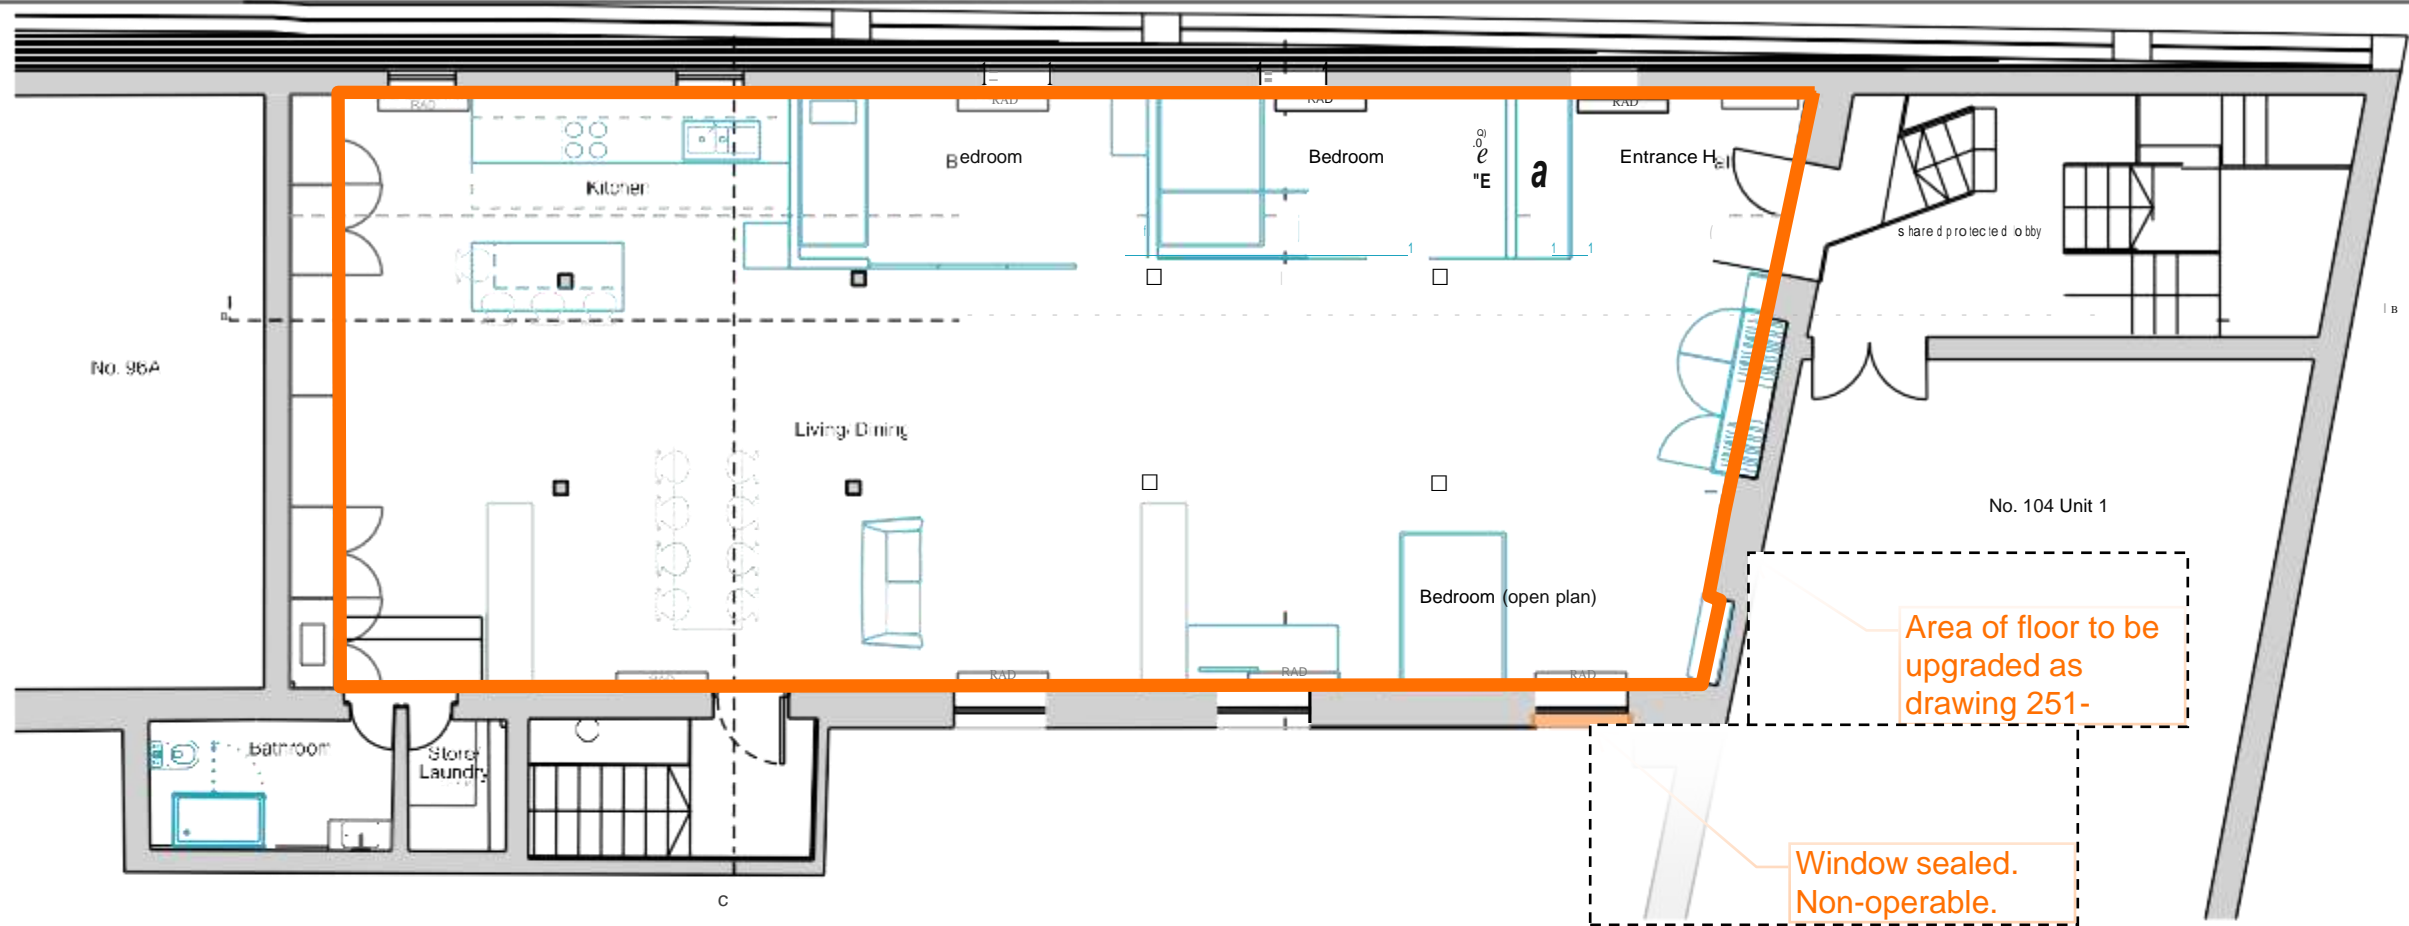 RAD
RAD
RAD
RAD
Bedroom
Bedroom
Entrance Hall
Kitchen
a
e
"E
shared protected lobby
B
No. 96A
Living/Dining
No. 104 Unit 1
Bedroom (open plan)
Area of floor to be
upgraded as
drawing 251-
RAD
RAD
RAD
RAD
Bathroom
Store/
Laundry
Window sealed.
Non-operable.
C